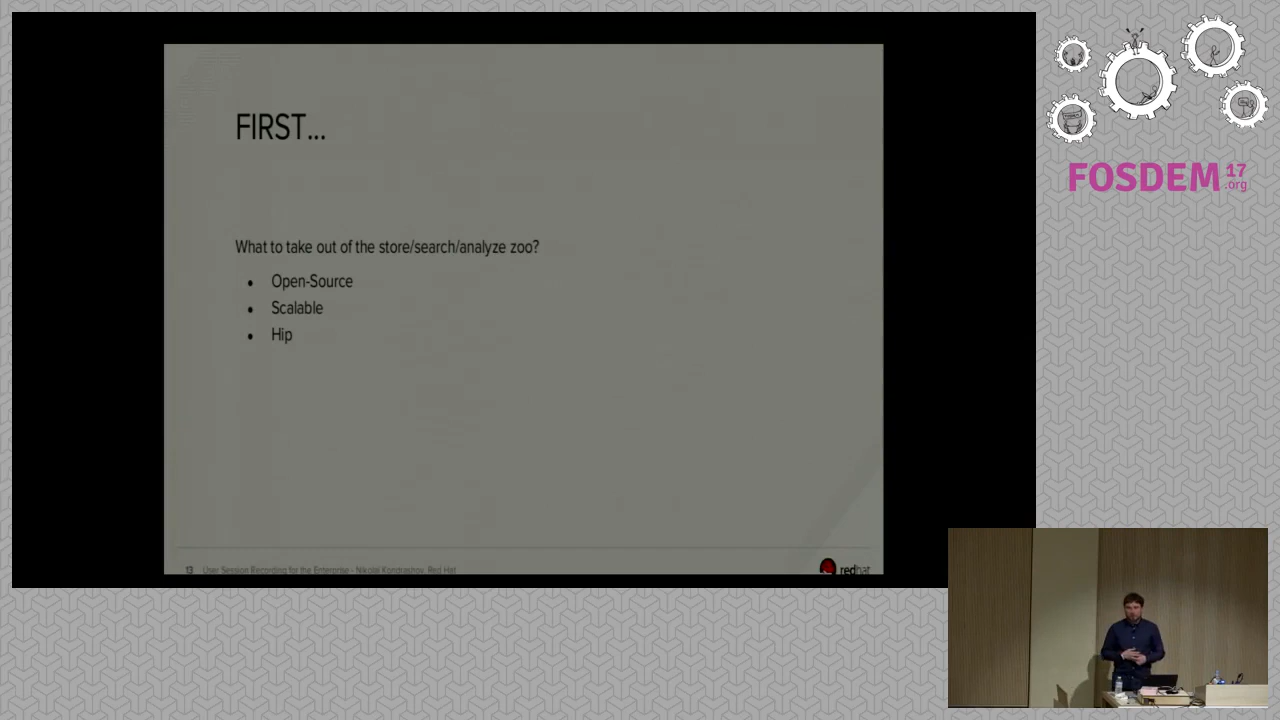 FIRST...
What to take out of the store/search/analyze zoo?
• Open-Source
• Scalable
• Hip
13 User Session Recording for the Enterprise - Nikolai Kondrashov, Red Hat
redhat
FOSDEM 17
.org